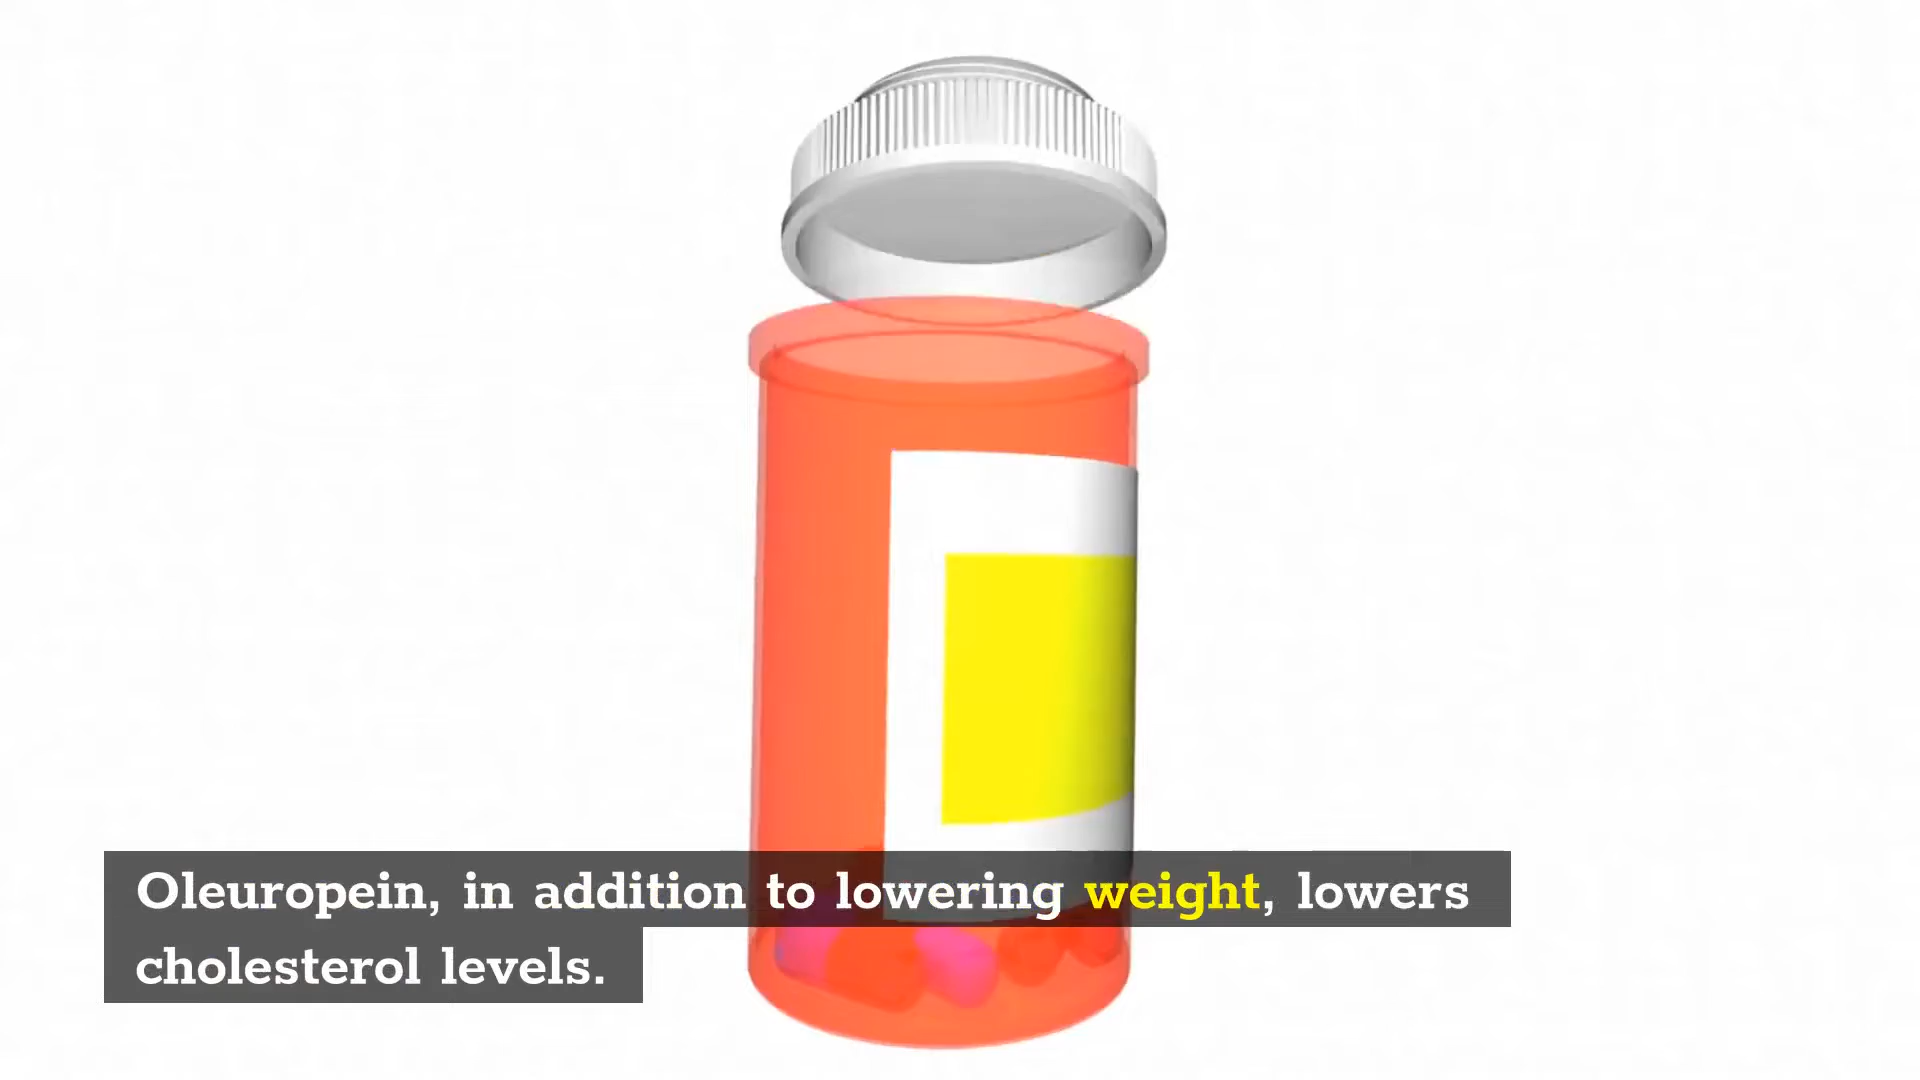 Oleuropein, in addition to lowering weight, lowers
cholesterol levels.